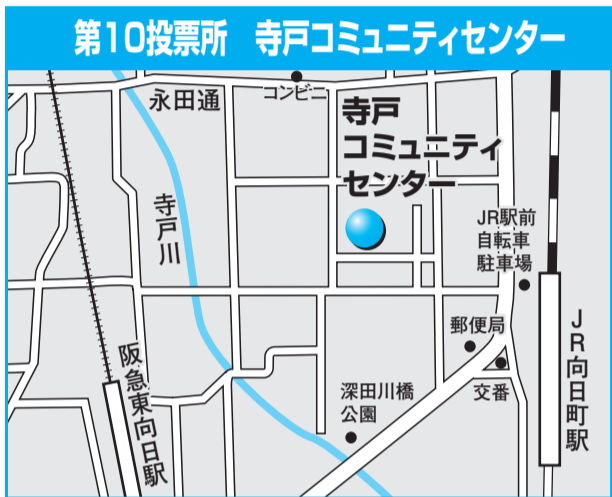 第10投票所 寺戸コミュニティセンター
永田通
コンビニ
寺戸
コミュニティ
センター
寺戸川
JR駅前
自転車
駐車場
郵便局
交番
JR向日町駅
阪急東向日駅
深田川橋
公園